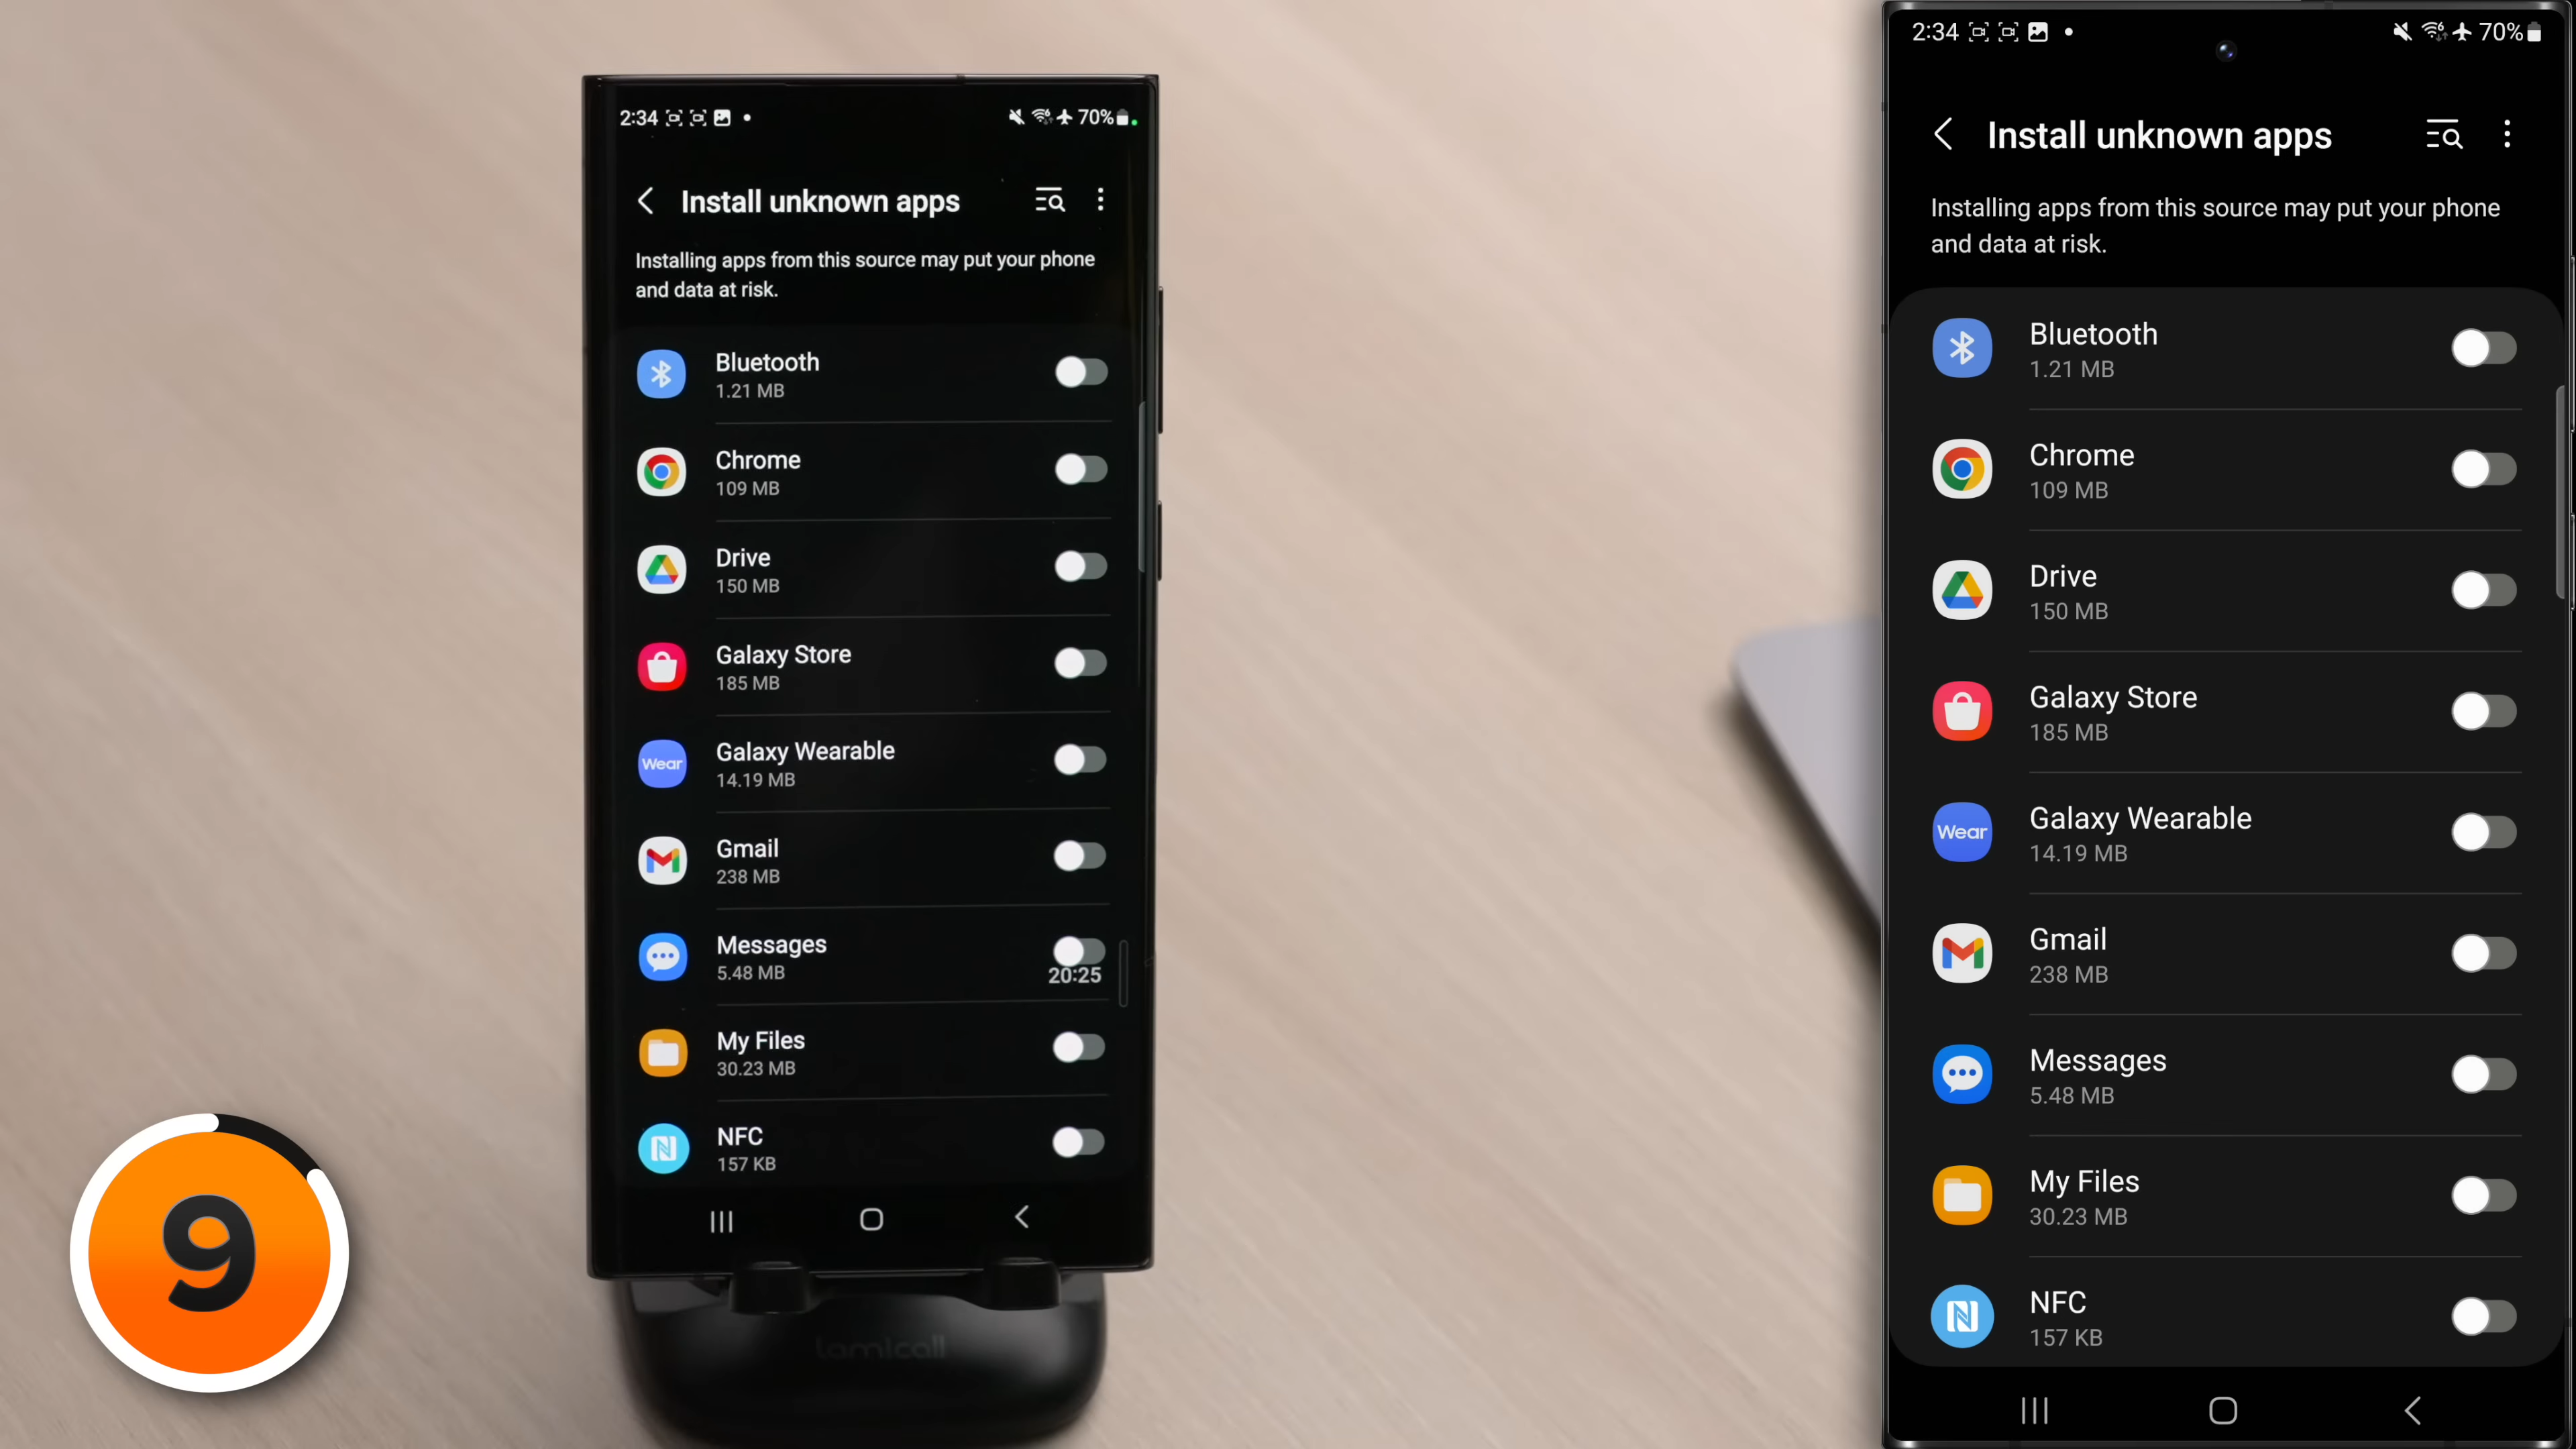 2:34
70%
Install unknown apps
Installing apps from this source may put your phone
and data at risk.
Bluetooth
1.21 MB
Chrome
109 MB
Drive
150 MB
Galaxy Store
185 MB
Wear
Galaxy Wearable
14.19 MB
Gmail
238 MB
Messages
5.48 MB
20:25
My Files
30.23 MB
NFC
157 KB
lamicall
9
2:34
70%
Install unknown apps
Installing apps from this source may put your phone
and data at risk.
Bluetooth
1.21 MB
Chrome
109 MB
Drive
150 MB
Galaxy Store
185 MB
Wear
Galaxy Wearable
14.19 MB
Gmail
238 MB
Messages
5.48 MB
My Files
30.23 MB
NFC
157 KB